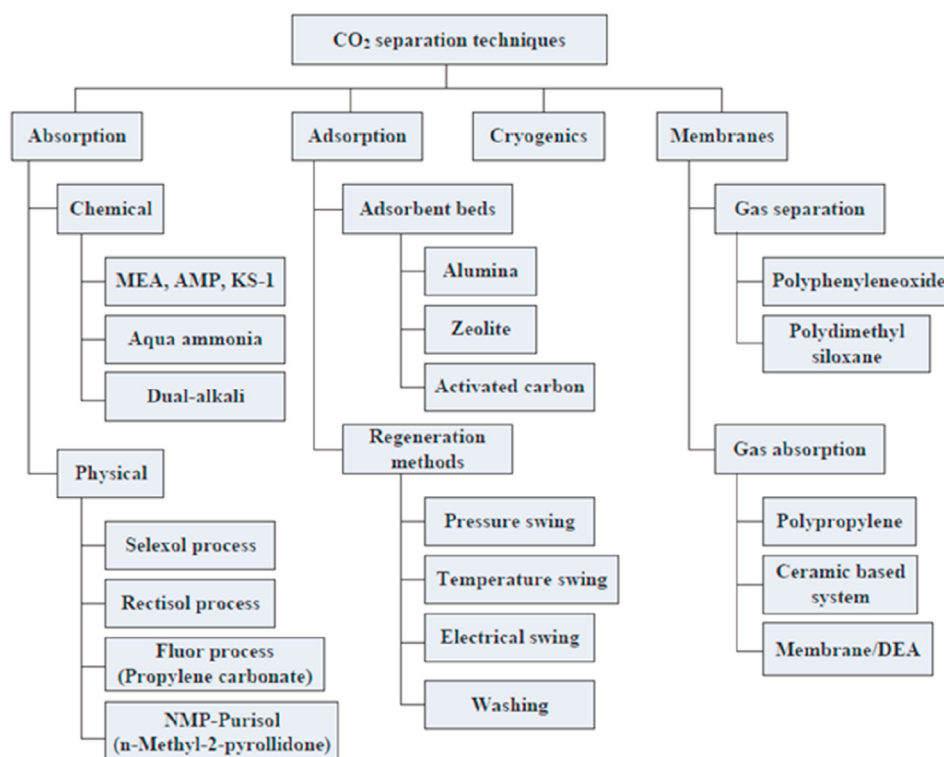 CO₂ separation techniques
Absorption
Adsorption
Cryogenics
Membranes
Chemical
MEA, AMP, KS-1
Aqua ammonia
Dual-alkali
Physical
Selexol process
Rectisol process
Fluor process
(Propylene carbonate)
NMP-Purisol
(n-Methyl-2-pyrollidone)
Adsorbent beds
Alumina
Zeolite
Activated carbon
Regeneration
methods
Pressure swing
Temperature swing
Electrical swing
Washing
Gas separation
Polyphenyleneoxide
Polydimethyl
siloxane
Gas absorption
Polypropylene
Ceramic based
system
Membrane/DEA